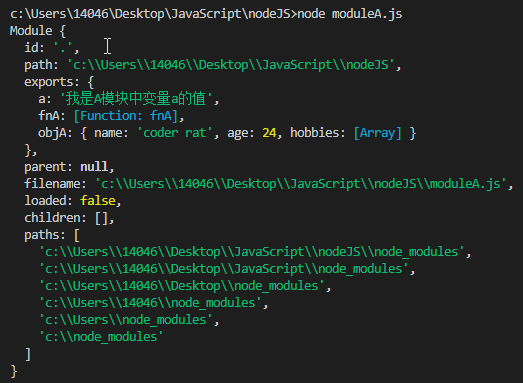 c:\Users\14046\Desktop\JavaScript\nodeJS>node moduleA.js
Module {
  id: '.',
  path: 'c:\\Users\\14046\\Desktop\\JavaScript\\nodeJS',
  exports: {
    a: '我是A模块中变量a的值',
    fnA: [Function: fnA],
    objA: { name: 'coder rat', age: 24, hobbies: [Array] }
  },
  parent: null,
  filename: 'c:\\Users\\14046\\Desktop\\JavaScript\\nodeJS\\moduleA.js',
  loaded: false,
  children: [],
  paths: [
    'c:\\Users\\14046\\Desktop\\JavaScript\\nodeJS\\node_modules',
    'c:\\Users\\14046\\Desktop\\JavaScript\\node_modules',
    'c:\\Users\\14046\\Desktop\\node_modules',
    'c:\\Users\\14046\\node_modules',
    'c:\\Users\\node_modules',
    'c:\\node_modules'
  ]
}